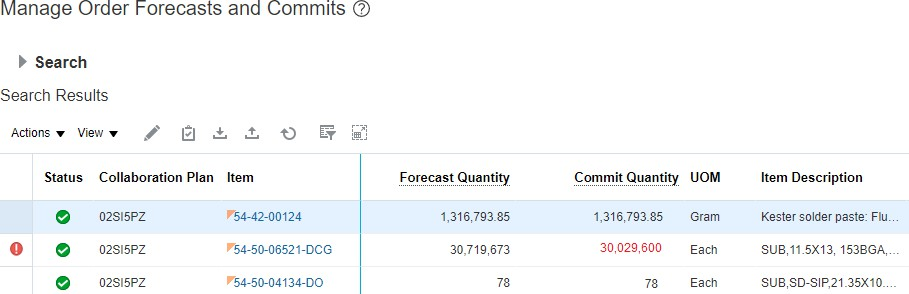 Manage Order Forecasts and Commits ?
Search
Search Results
Actions View
Status Collaboration Plan Item Forecast Quantity Commit Quantity UOM Item Description
02SI5PZ 54-42-00124 1,316,793.85 1,316,793.85 Gram Kester solder paste: Flu...
02SI5PZ 54-50-06521-DCG 30,719,673 30,029,600 Each SUB,11.5X13, 153BGA,...
02SI5PZ 54-50-04134-DO 78 78 Each SUB,SD-SIP,21.35X10....